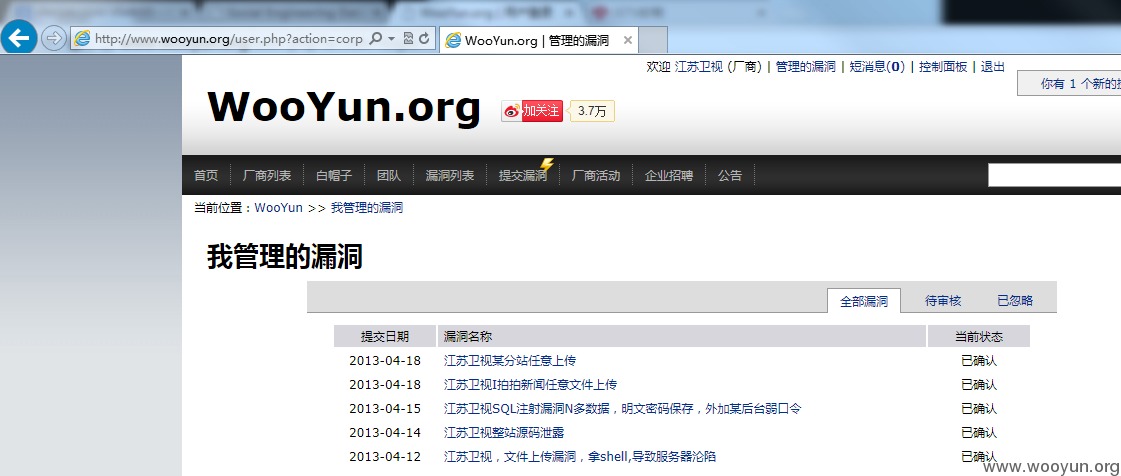 http://www.wooyun.org/user.php?action=corp
WooYun.org | 管理的漏洞
欢迎 江苏卫视 (厂商) | 管理的漏洞 | 短消息(0) | 控制面板 | 退出
你有 1 个新的
WooYun.org
加关注
3.7万
首页 厂商列表 白帽子 团队 漏洞列表 提交漏洞 厂商活动 企业招聘 公告
当前位置：WooYun >> 我管理的漏洞
我管理的漏洞
全部漏洞 待审核 已忽略
提交日期 漏洞名称 当前状态
2013-04-18 江苏卫视某分站任意上传 已确认
2013-04-18 江苏卫视I拍拍新闻任意文件上传 已确认
2013-04-15 江苏卫视SQL注射漏洞N多数据，明文密码保存，外加某后台弱口令 已确认
2013-04-14 江苏卫视整站源码泄露 已确认
2013-04-12 江苏卫视，文件上传漏洞，拿shell,导致服务器沦陷 已确认
www.wooyun.org